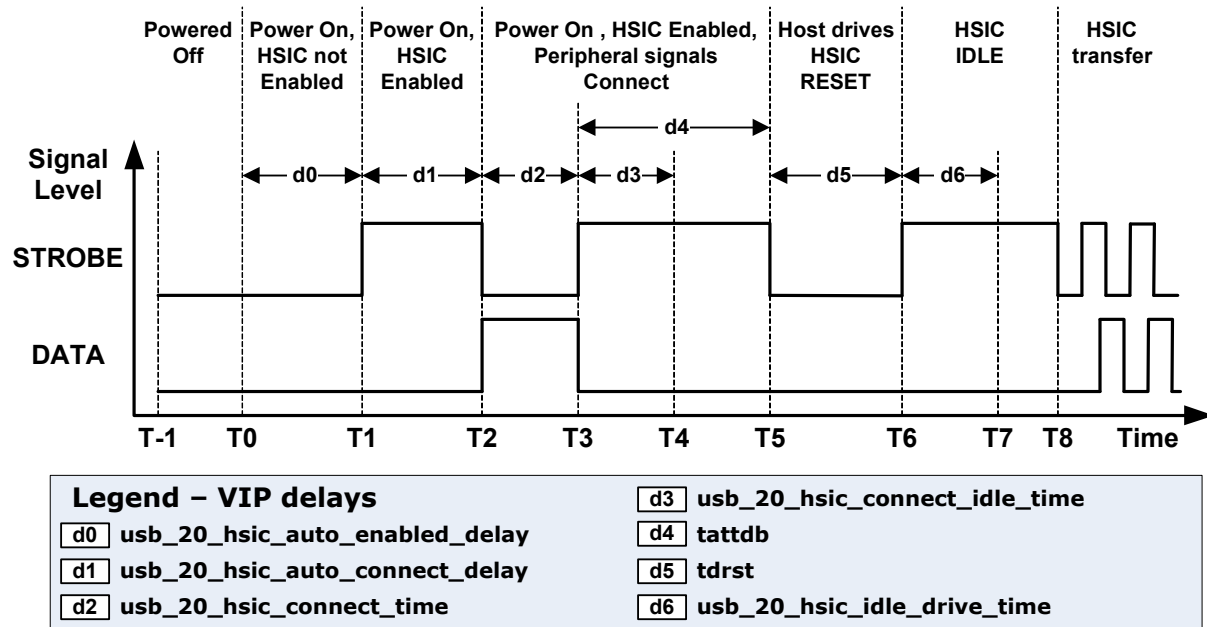 Powered Off
Power On, HSIC not Enabled
Power On, HSIC Enabled
Power On , HSIC Enabled, Peripheral signals Connect
Host drives HSIC RESET
HSIC IDLE
HSIC transfer
d4
Signal Level
d0 d1 d2 d3 d5 d6
STROBE
DATA
T-1 T0 T1 T2 T3 T4 T5 T6 T7 T8 Time
Legend – VIP delays
d0 usb_20_hsic_auto_enabled_delay
d1 usb_20_hsic_auto_connect_delay
d2 usb_20_hsic_connect_time
d3 usb_20_hsic_connect_idle_time
d4 tattdb
d5 tdrst
d6 usb_20_hsic_idle_drive_time